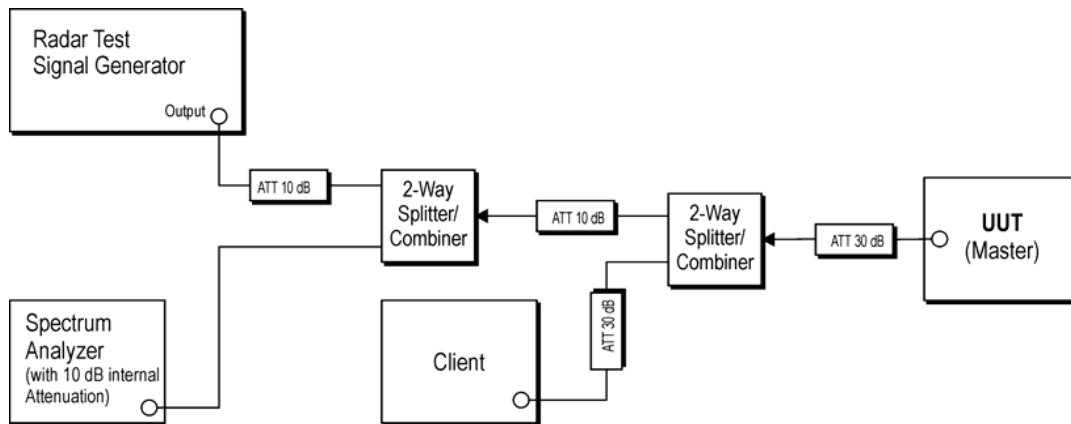 Radar Test
Signal Generator
Output
ATT 10 dB
2-Way
Splitter/
Combiner
ATT 10 dB
2-Way
Splitter/
Combiner
ATT 30 dB
UUT
(Master)
Spectrum
Analyzer
(with 10 dB internal
Attenuation)
Client
ATT 30 dB